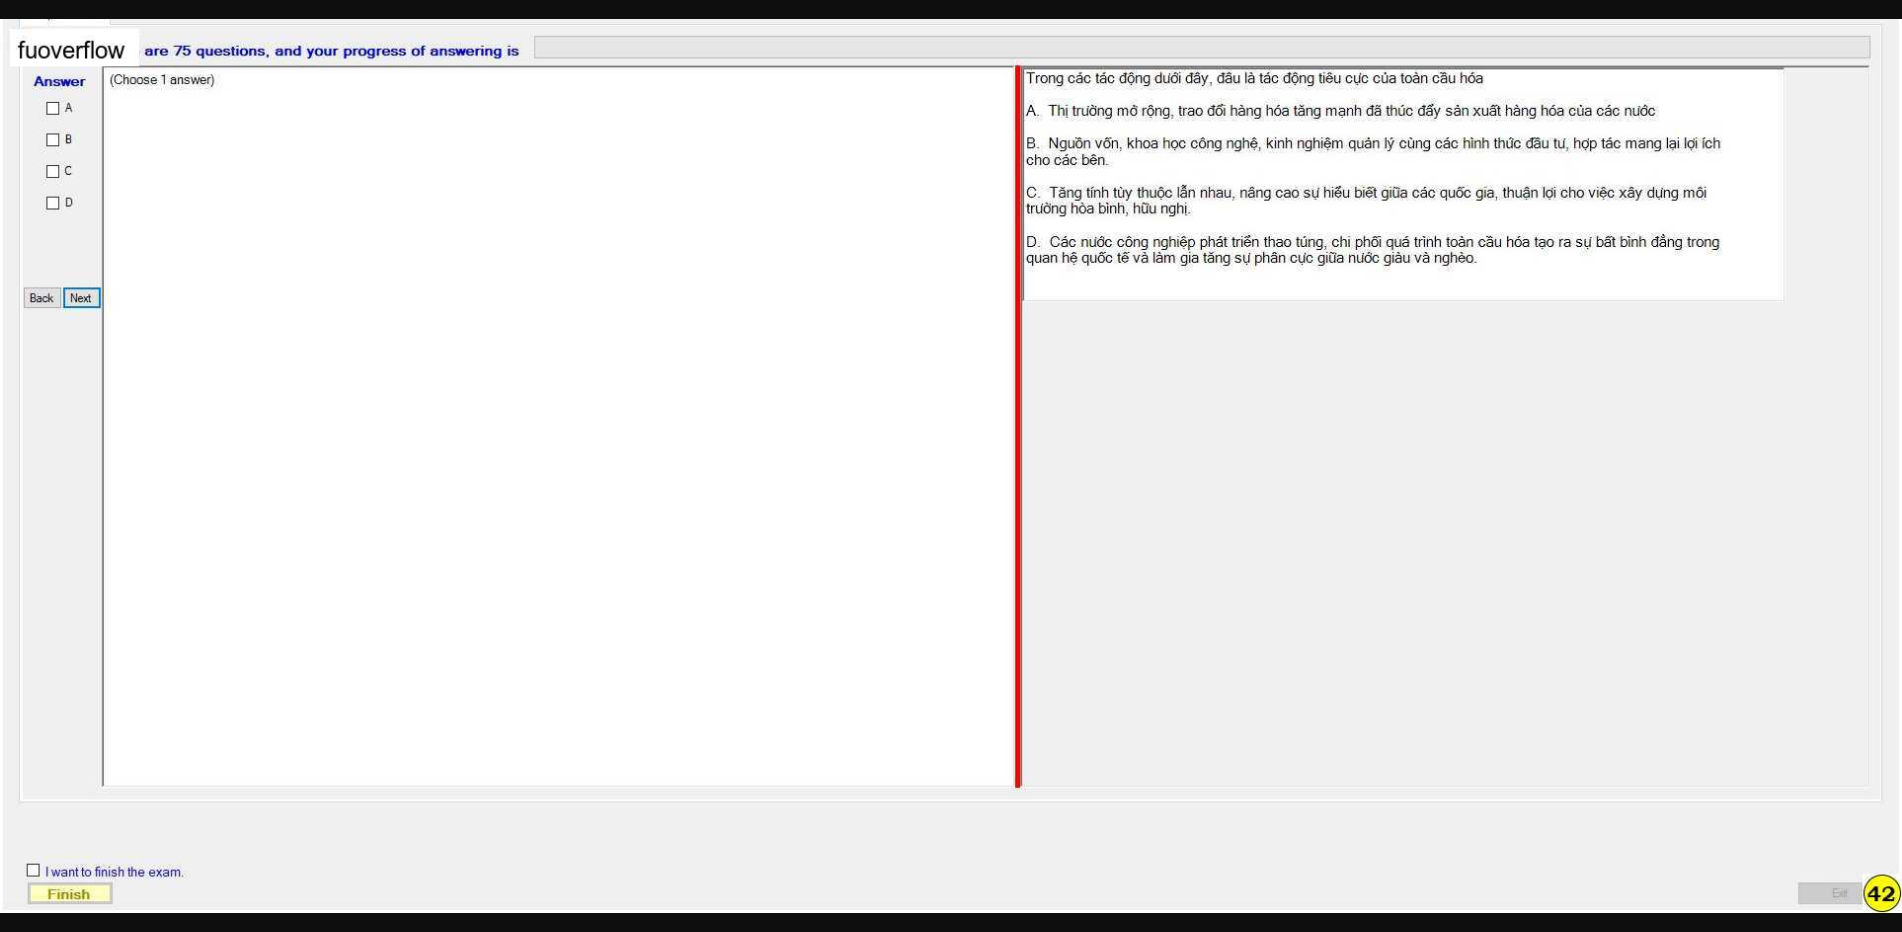 fuoverflow are 75 questions, and your progress of answering is
Answer
(Choose 1 answer)
A
B
C
D
Back Next
Trong các tác động dưới đây, đâu là tác động tiêu cực của toàn cầu hóa
A. Thị trường mở rộng, trao đổi hàng hóa tăng mạnh đã thúc đẩy sản xuất hàng hóa của các nước
B. Nguồn vốn, khoa học công nghệ, kinh nghiệm quản lý cùng các hình thức đầu tư, hợp tác mang lại lợi ích
cho các bên.
C. Tăng tính tùy thuộc lẫn nhau, nâng cao sự hiểu biết giữa các quốc gia, thuận lợi cho việc xây dựng môi
trường hòa bình, hữu nghị.
D. Các nước công nghiệp phát triển thao túng, chi phối quá trình toàn cầu hóa tạo ra sự bất bình đẳng trong
quan hệ quốc tế và làm gia tăng sự phân cực giữa nước giàu và nghèo.
I want to finish the exam.
Finish
Exit
42